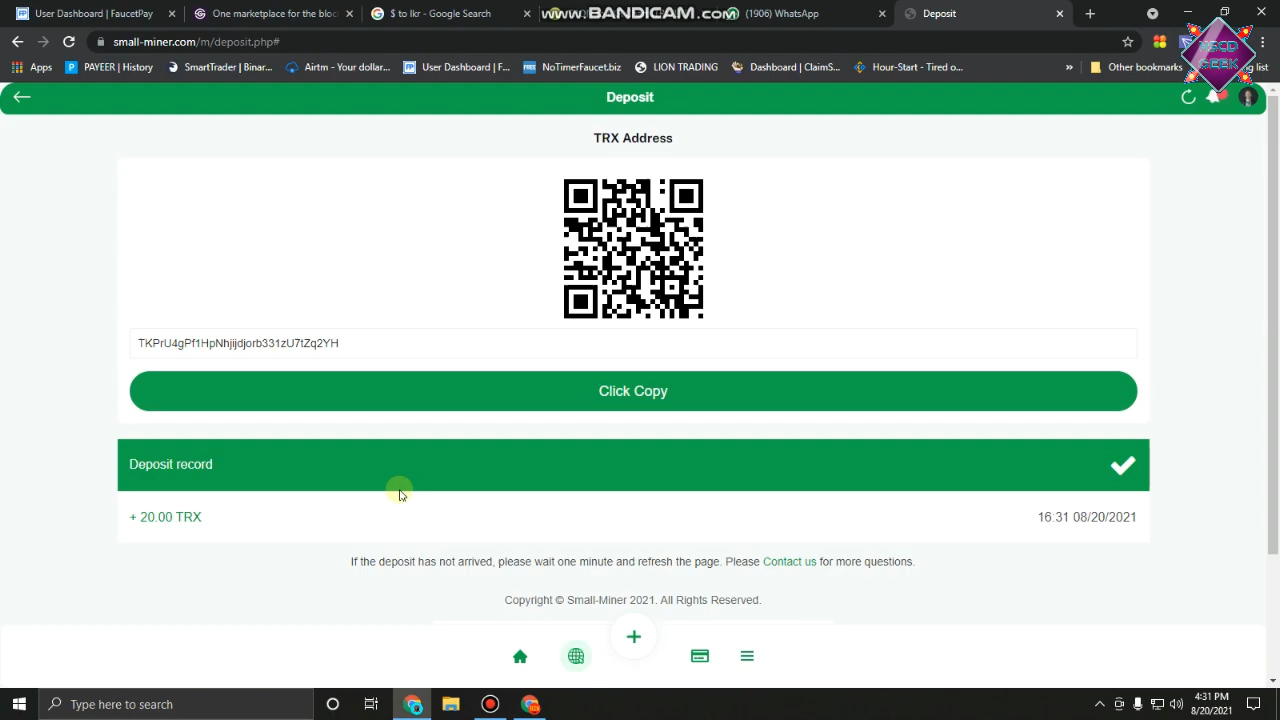 User Dashboard | FaucetPay
One marketplace for the bloc
$ to lkr - Google Search
www.BANDICAM.com
(1906) WhatsApp
Deposit
small-miner.com/m/deposit.php#
Apps
PAYEER | History
SmartTrader | Binar...
Airtm - Your dollar...
User Dashboard | F...
NoTimerFaucet.biz
LION TRADING
Dashboard | ClaimS...
Hour-Start - Tired o...
»
Other bookmarks
GEEK
Deposit
TRX Address
Click Copy
Deposit record
+ 20.00 TRX
16:31 08/20/2021
If the deposit has not arrived, please wait one minute and refresh the page. Please Contact us for more questions.
Copyright © Small-Miner 2021. All Rights Reserved.
Type here to search
4:31 PM
8/20/2021